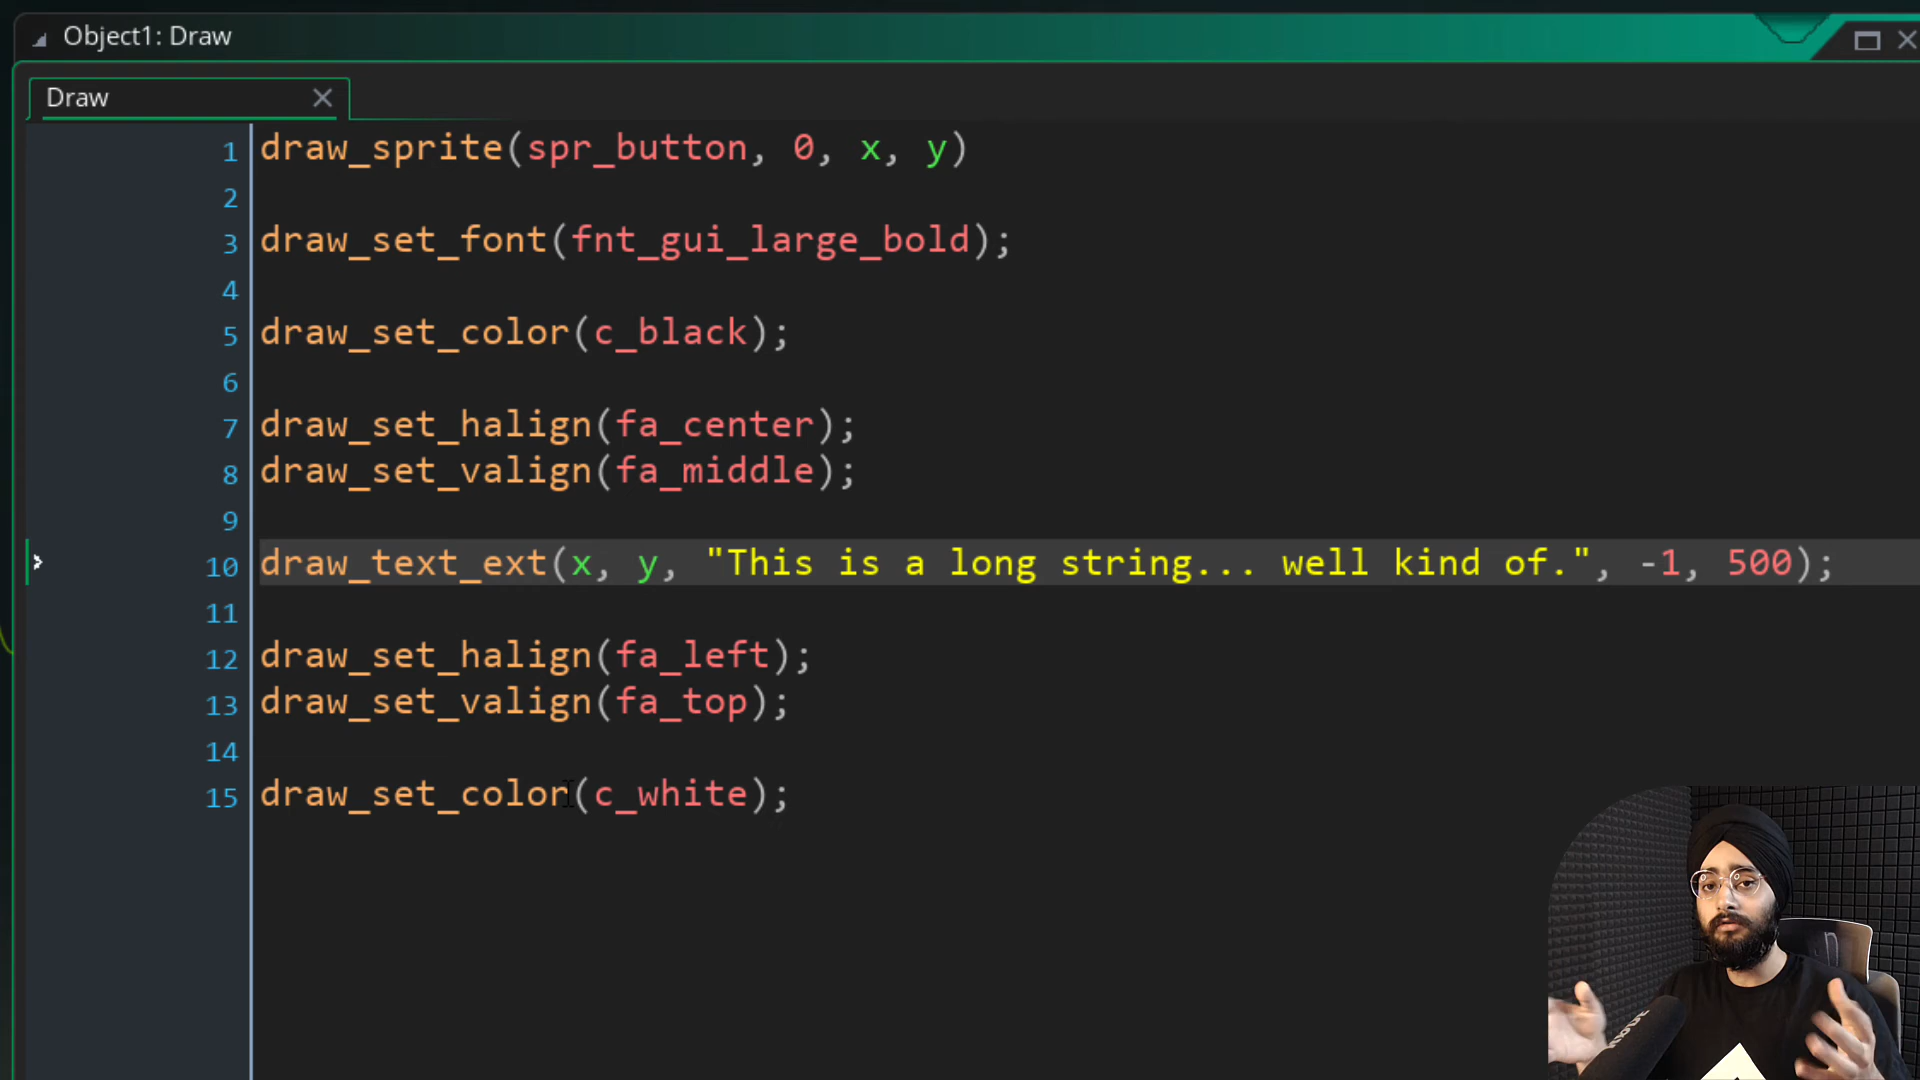 Object1: Draw
Draw
1 draw_sprite(spr_button, 0, x, y)
2
3 draw_set_font(fnt_gui_large_bold);
4
5 draw_set_color(c_black);
6
7 draw_set_halign(fa_center);
8 draw_set_valign(fa_middle);
9
10 draw_text_ext(x, y, "This is a long string... well kind of.", -1, 500);
11
12 draw_set_halign(fa_left);
13 draw_set_valign(fa_top);
14
15 draw_set_color(c_white);